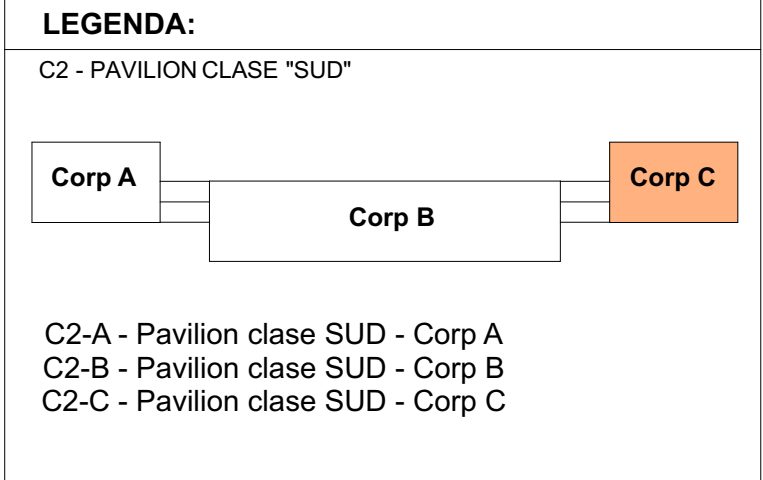 LEGENDA:
C2 - PAVILION CLASE "SUD"
Corp A
Corp B
Corp C
C2-A - Pavilion clase SUD - Corp A
C2-B - Pavilion clase SUD - Corp B
C2-C - Pavilion clase SUD - Corp C